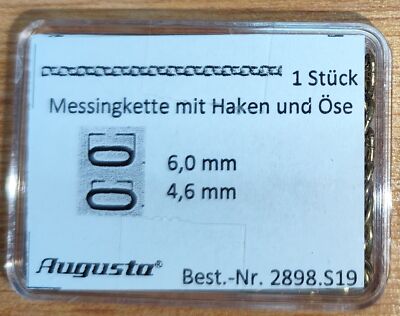 1 Stück
Messingkette mit Haken und Öse
6,0 mm
4,6 mm
Augusta® Best.-Nr. 2898.S19